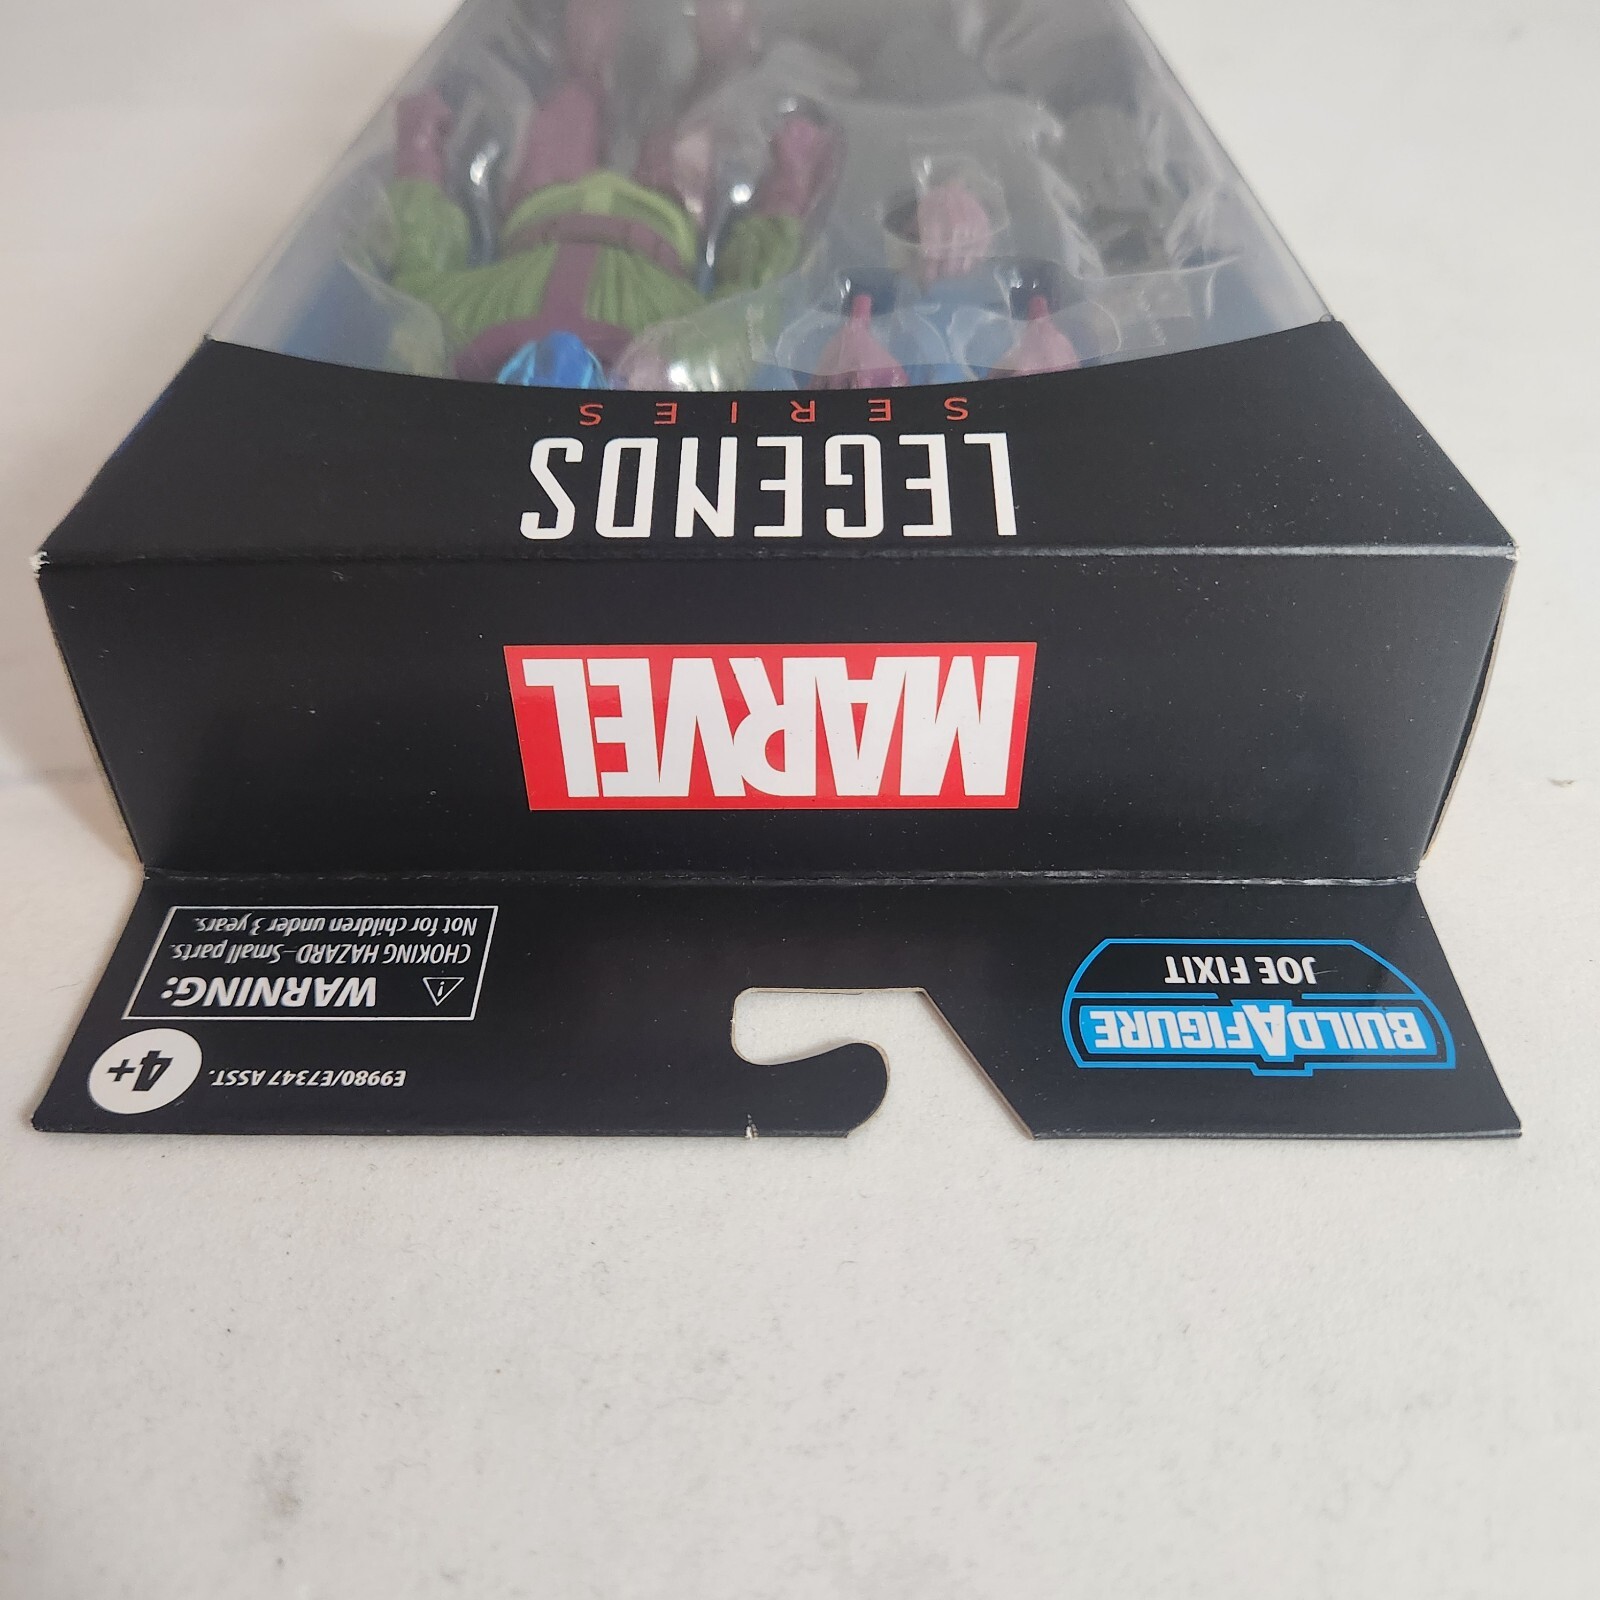 E9980/E7347 ASST.
4+
WARNING:
CHOKING HAZARD–Small parts.
Not for children under 3 years.
BUILD A FIGURE
JOE FIXIT
MARVEL
LEGENDS
SERIES